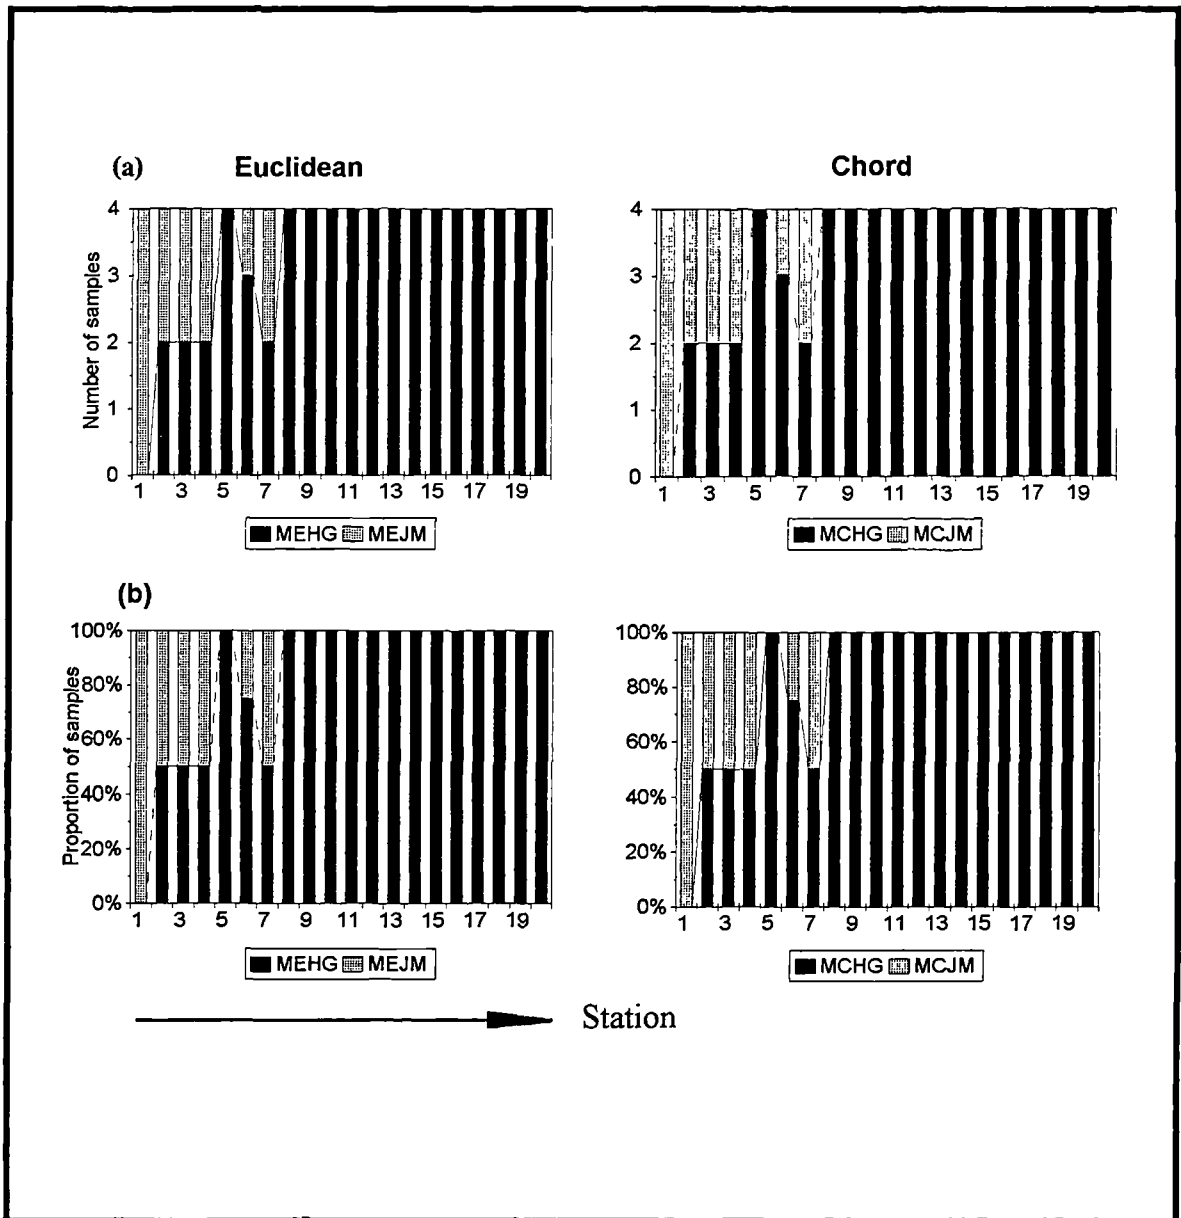 (a) Euclidean Chord
Number of samples
4
3
2
1
0
1 3 5 7 9 11 13 15 17 19
MEHG MEJM
4
3
2
1
0
1 3 5 7 9 11 13 15 17 19
MCHG MCJM
(b)
Proportion of samples
100%
80%
60%
40%
20%
0%
1 3 5 7 9 11 13 15 17 19
MEHG MEJM
100%
80%
60%
40%
20%
0%
1 3 5 7 9 11 13 15 17 19
MCHG MCJM
Station